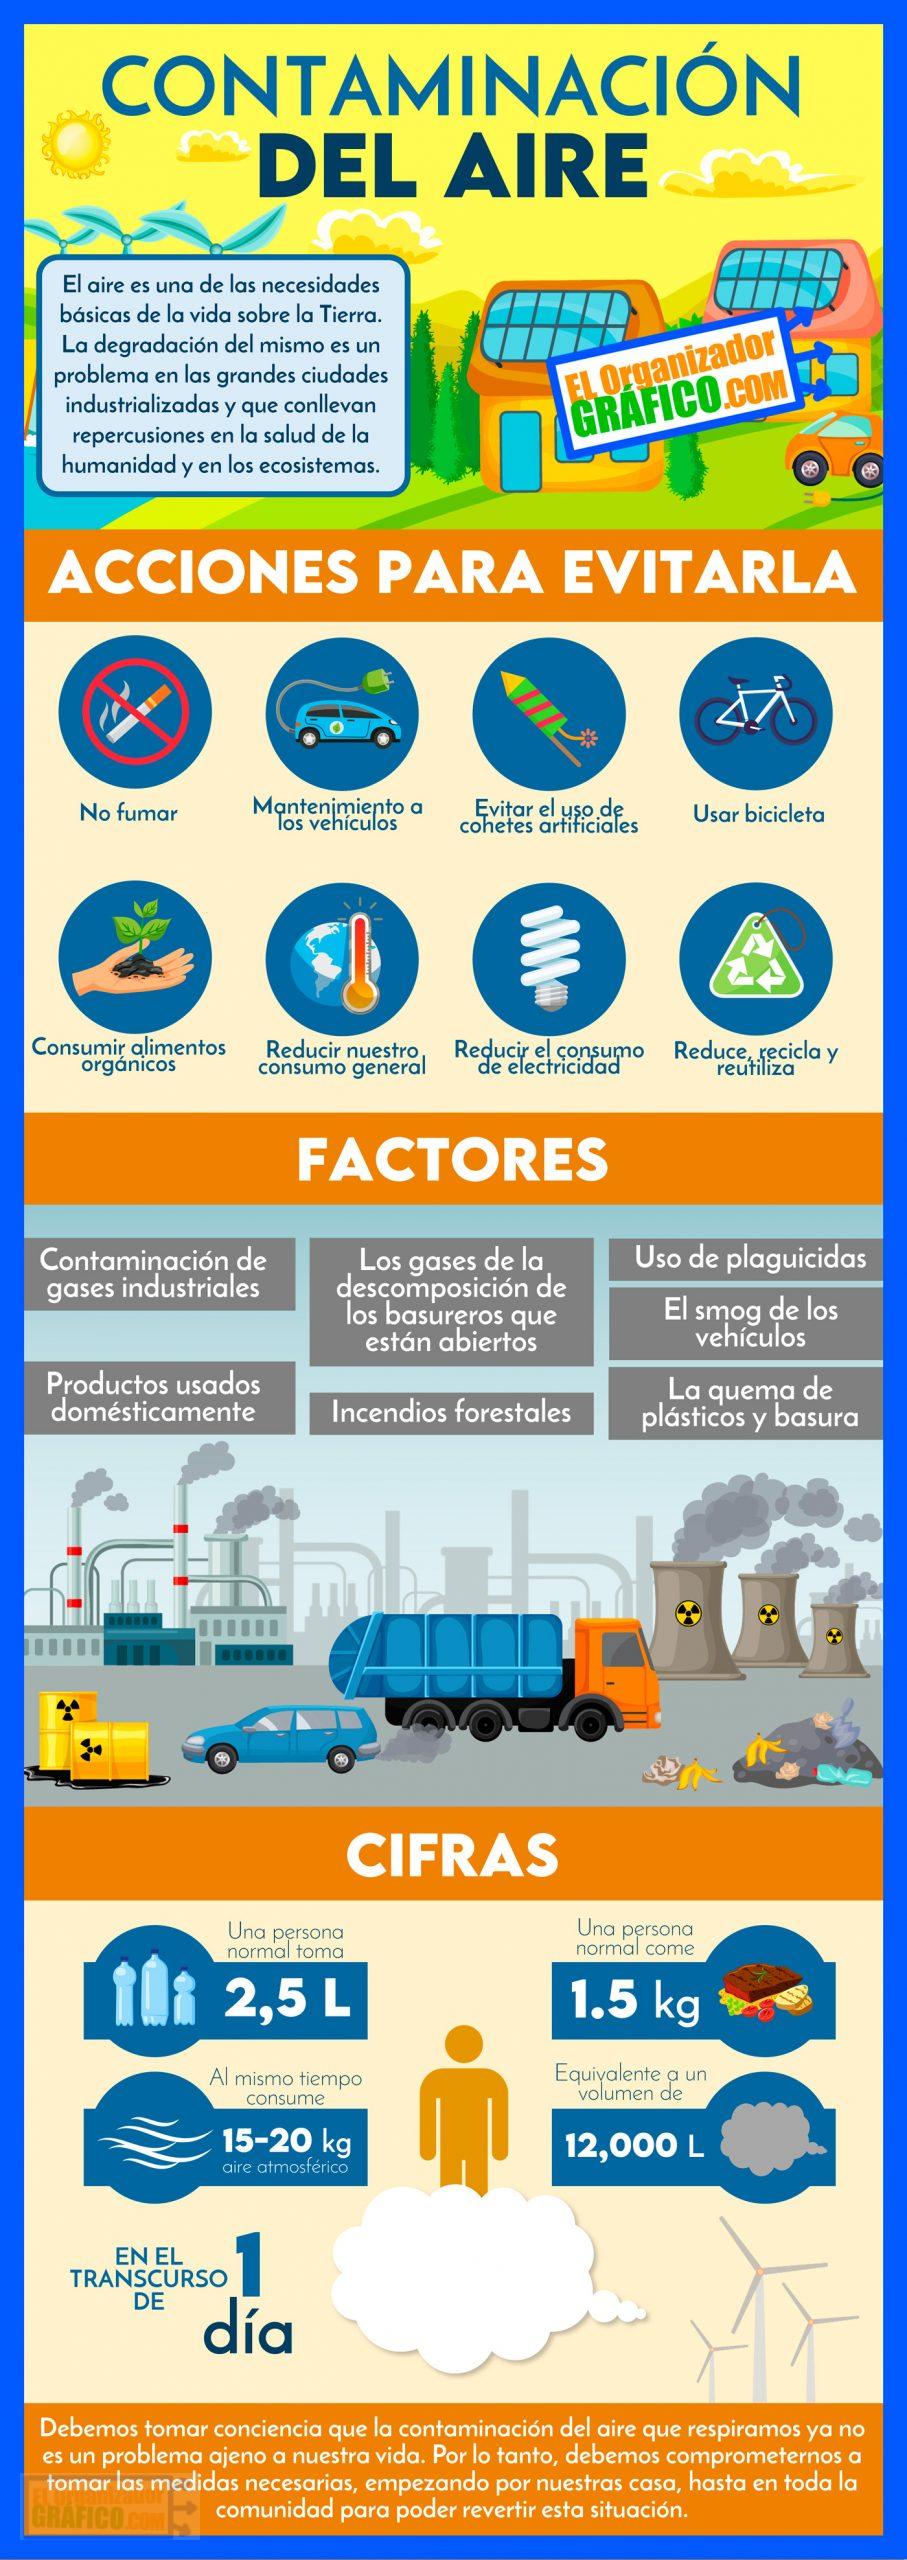 CONTAMINACIÓN
DEL AIRE
El aire es una de las necesidades
básicas de la vida sobre la Tierra.
La degradación del mismo es un
problema en las grandes ciudades
industrializadas y que conllevan
repercusiones en la salud de la
humanidad y en los ecosistemas.
EL Organizador
GRÁFICO.COM
ACCIONES PARA EVITARLA
No fumar
Mantenimiento a
los vehículos
Evitar el uso de
cohetes artificiales
Usar bicicleta
Consumir alimentos
orgánicos
Reducir nuestro
consumo general
Reducir el consumo
de electricidad
Reduce, recicla y
reutiliza
FACTORES
Contaminación de
gases industriales
Los gases de la
descomposición de
los basureros que
están abiertos
Uso de plaguicidas
El smog de los
vehículos
Productos usados
domésticamente
Incendios forestales
La quema de
plásticos y basura
CIFRAS
Una persona
normal toma
2,5 L
Una persona
normal come
1.5 kg
Al mismo tiempo
consume
15-20 kg
aire atmosférico
Equivalente a un
volumen de
12,000 L
EN EL
TRANSCURSO
DE
1
día
Debemos tomar conciencia que la contaminación del aire que respiramos ya no
es un problema ajeno a nuestra vida. Por lo tanto, debemos comprometernos a
tomar las medidas necesarias, empezando por nuestras casa, hasta en toda la
comunidad para poder revertir esta situación.
EL Organizador
GRÁFICO.COM